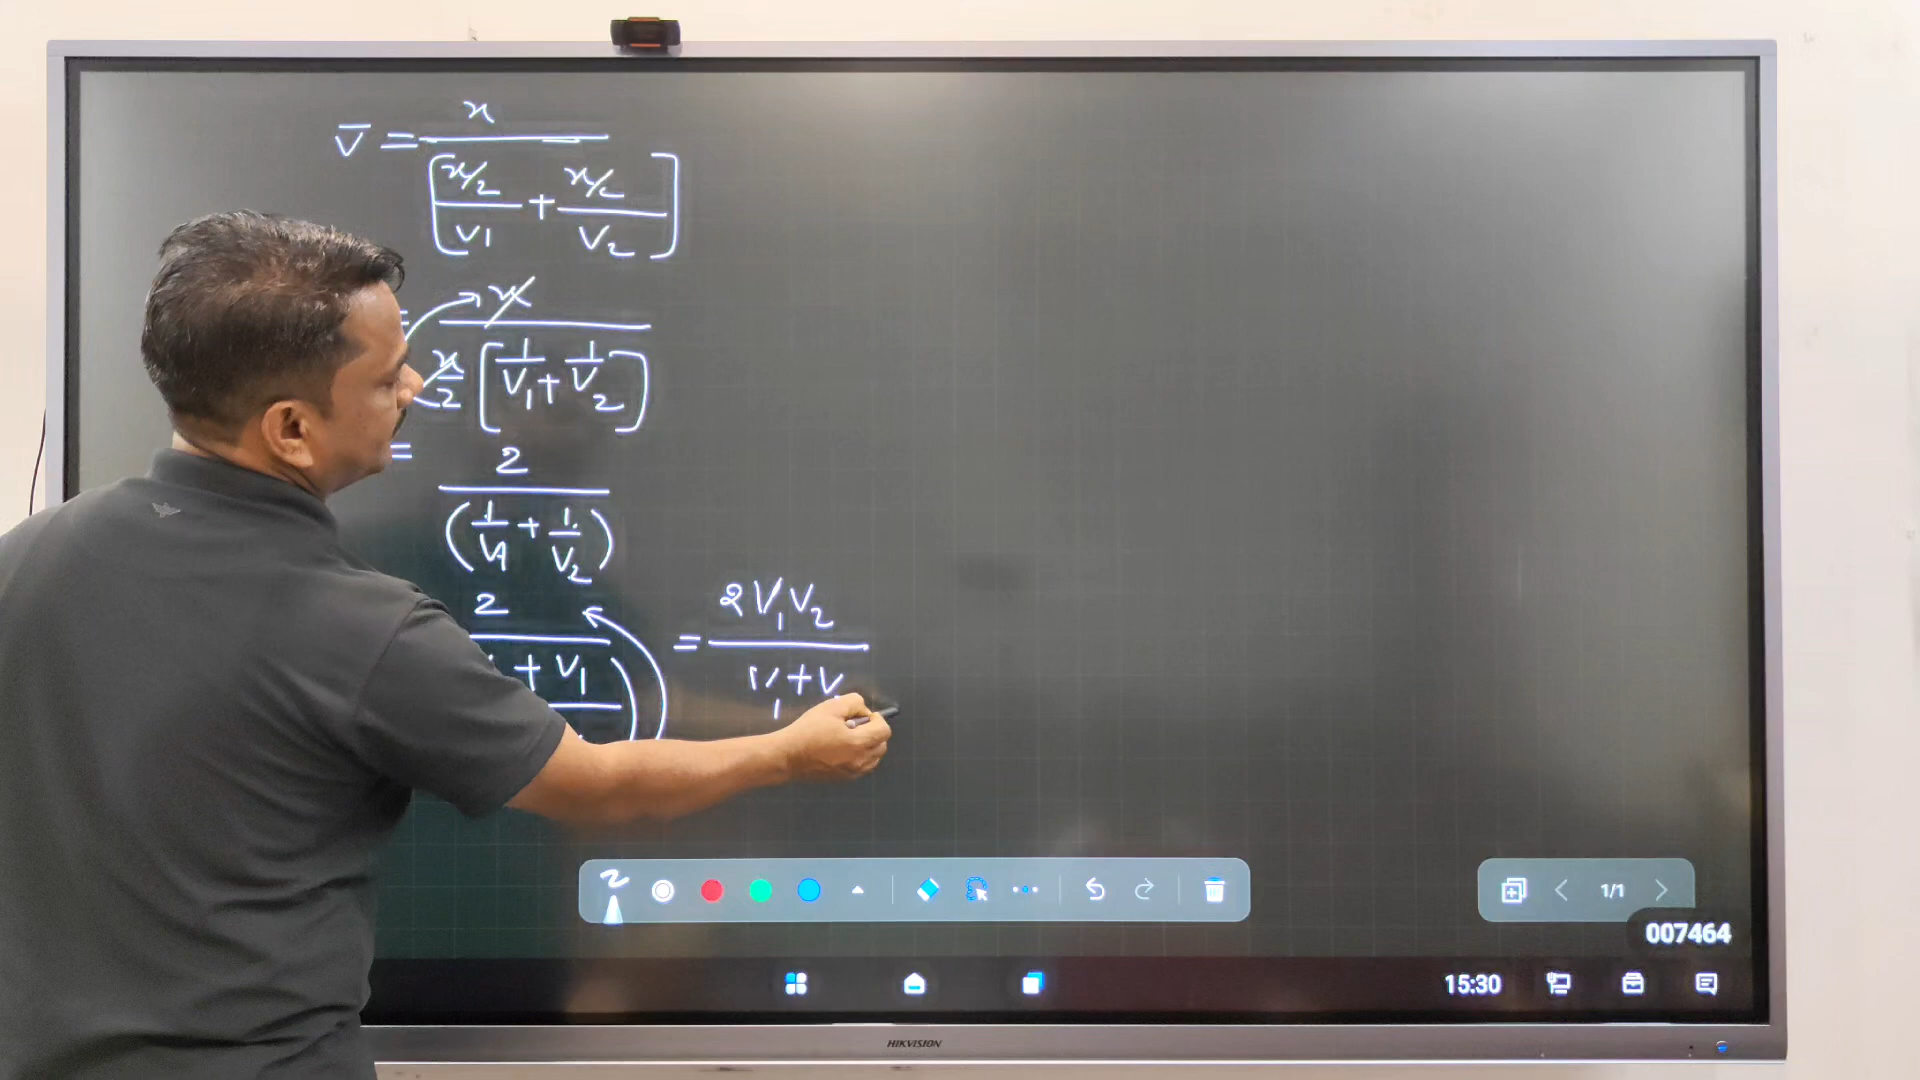 v̄ = x
[x/2 / v1 + x/2 / v2]
= x
x/2 [1/v1 + 1/v2]
= 2
(1/v1 + 1/v2)
2
+ v1
= 2v1v2
v1 + v
1/1
007464
15:30
HIKVISION